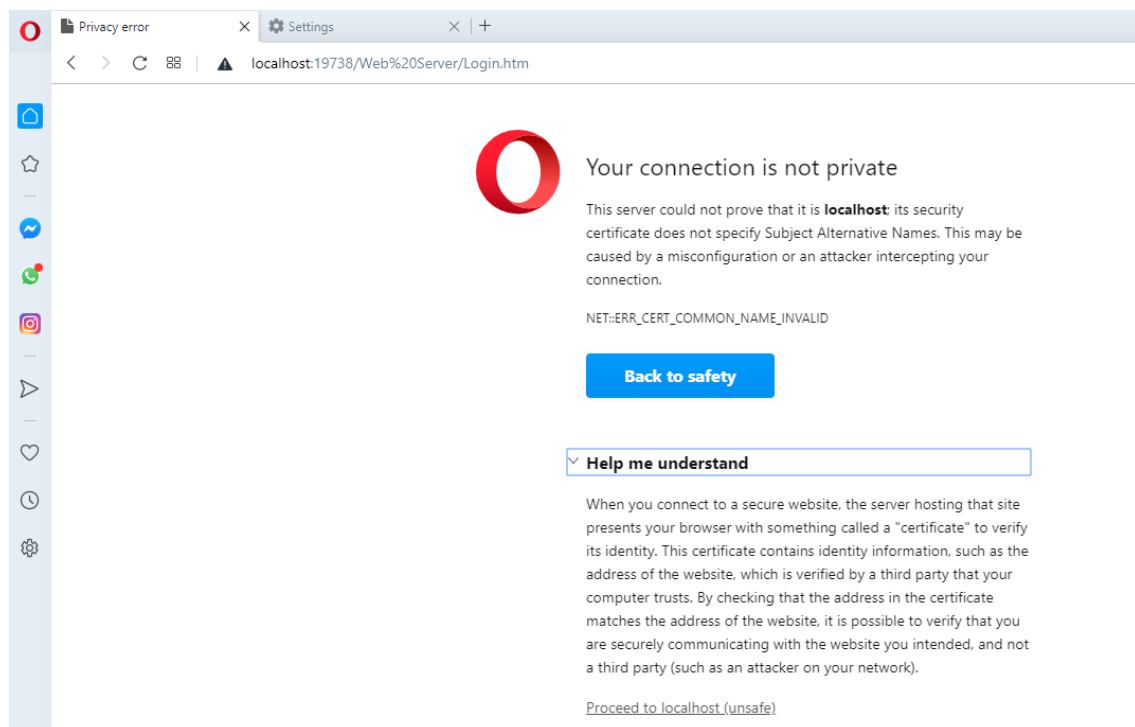 Privacy error
Settings
localhost:19738/Web%20Server/Login.htm
Your connection is not private
This server could not prove that it is localhost; its security
certificate does not specify Subject Alternative Names. This may be
caused by a misconfiguration or an attacker intercepting your
connection.
NET::ERR_CERT_COMMON_NAME_INVALID
Back to safety
Help me understand
When you connect to a secure website, the server hosting that site
presents your browser with something called a "certificate" to verify
its identity. This certificate contains identity information, such as the
address of the website, which is verified by a third party that your
computer trusts. By checking that the address in the certificate
matches the address of the website, it is possible to verify that you
are securely communicating with the website you intended, and not
a third party (such as an attacker on your network).
Proceed to localhost (unsafe)